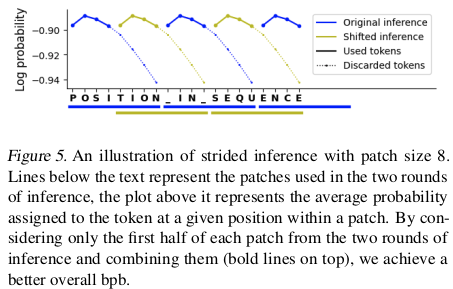 Log probability
−0.90
−0.92
−0.94
Original inference
Shifted inference
Used tokens
Discarded tokens
P O S I T I O N _ I N _ S E Q U E N C E
Figure 5. An illustration of strided inference with patch size 8.
Lines below the text represent the patches used in the two rounds
of inference, the plot above it represents the average probability
assigned to the token at a given position within a patch. By con-
sidering only the first half of each patch from the two rounds of
inference and combining them (bold lines on top), we achieve a
better overall bpb.